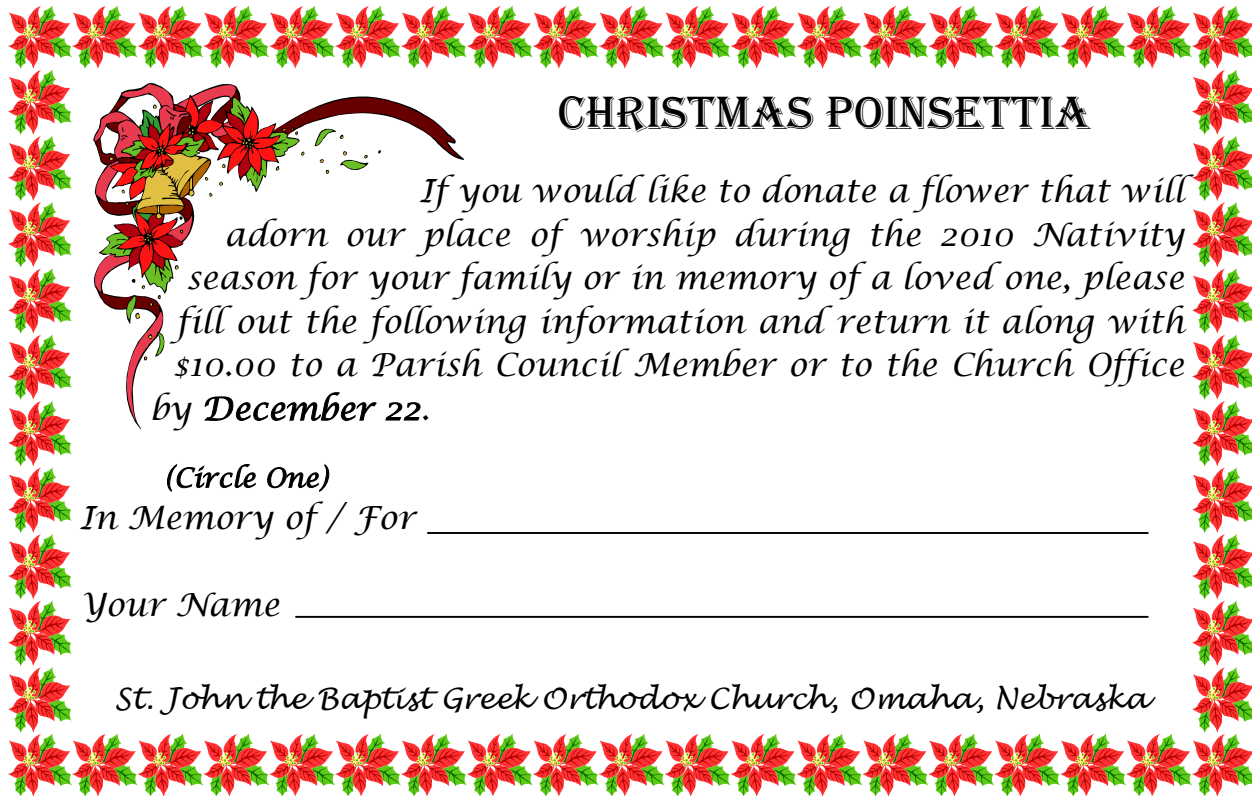 CHRISTMAS POINSETTIA
If you would like to donate a flower that will
adorn our place of worship during the 2010 Nativity
season for your family or in memory of a loved one, please
fill out the following information and return it along with
$10.00 to a Parish Council Member or to the Church Office
by December 22.
(Circle One)
In Memory of / For
Your Name
St. John the Baptist Greek Orthodox Church, Omaha, Nebraska